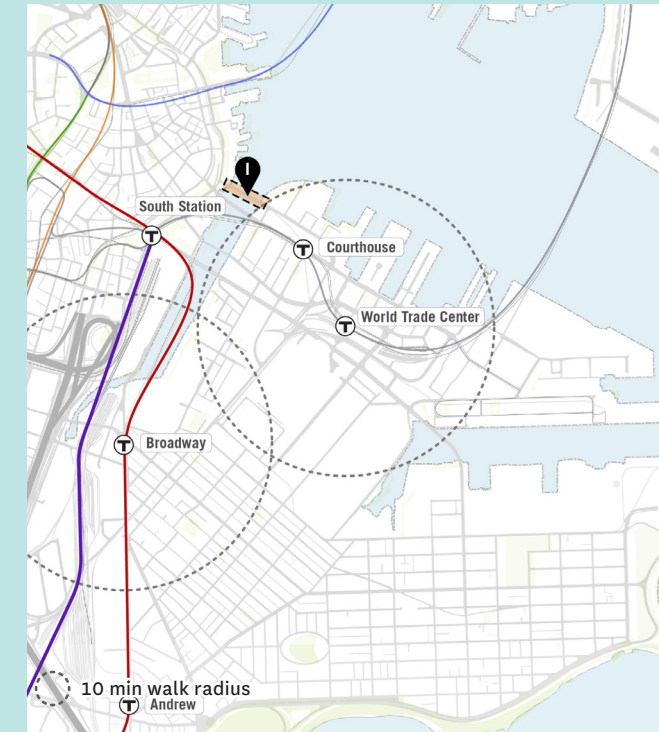 I
South Station
T
Courthouse
T
World Trade Center
T
Broadway
T
10 min walk radius
Andrew
T